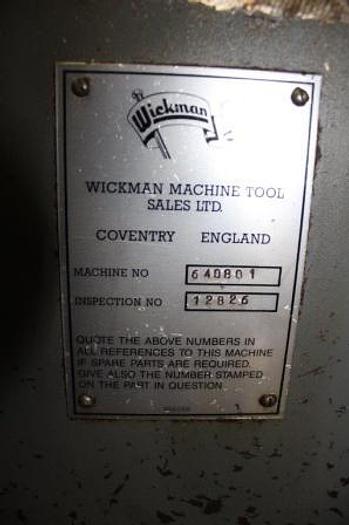 Wickman
WICKMAN MACHINE TOOL
SALES LTD.
COVENTRY ENGLAND
MACHINE NO 640801
INSPECTION NO 12826
QUOTE THE ABOVE NUMBERS IN
ALL REFERENCES TO THIS MACHINE
IF SPARE PARTS ARE REQUIRED.
GIVE ALSO THE NUMBER STAMPED
ON THE PART IN QUESTION